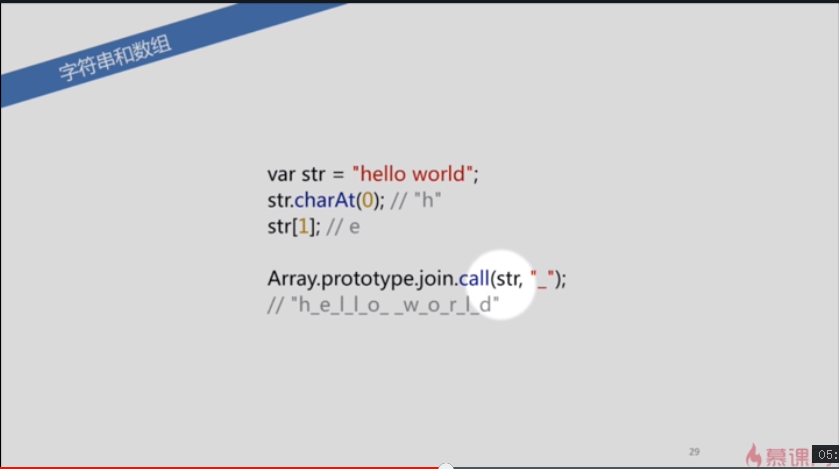 字符串和数组
var str = "hello world";
str.charAt(0); // "h"
str[1]; // e
Array.prototype.join.call(str, "_");
// "h_e_l_l_o_ _w_o_r_l_d"
29
慕课
05: